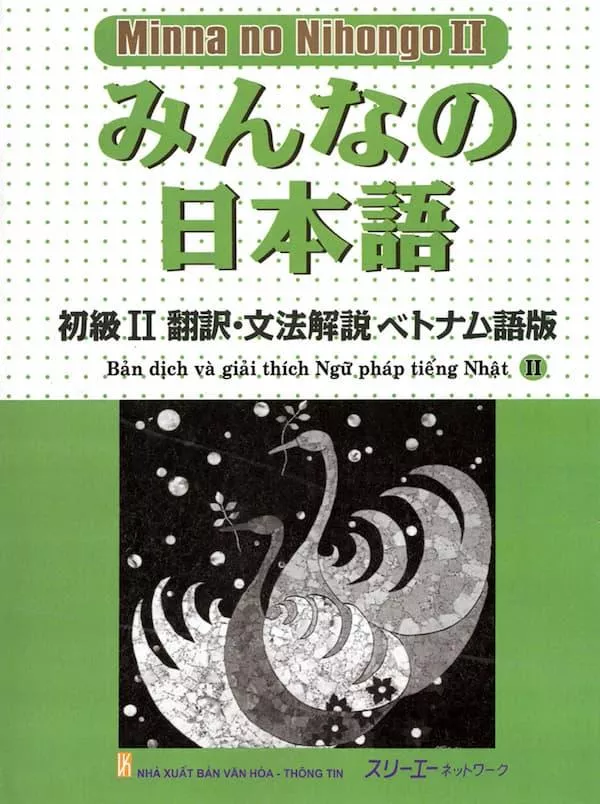 Minna no Nihongo II
みんなの
日本語
初級II 翻訳・文法解説 ベトナム語版
Bản dịch và giải thích Ngữ pháp tiếng Nhật II
VK NHÀ XUẤT BẢN VĂN HÓA - THÔNG TIN スリーエーネットワーク